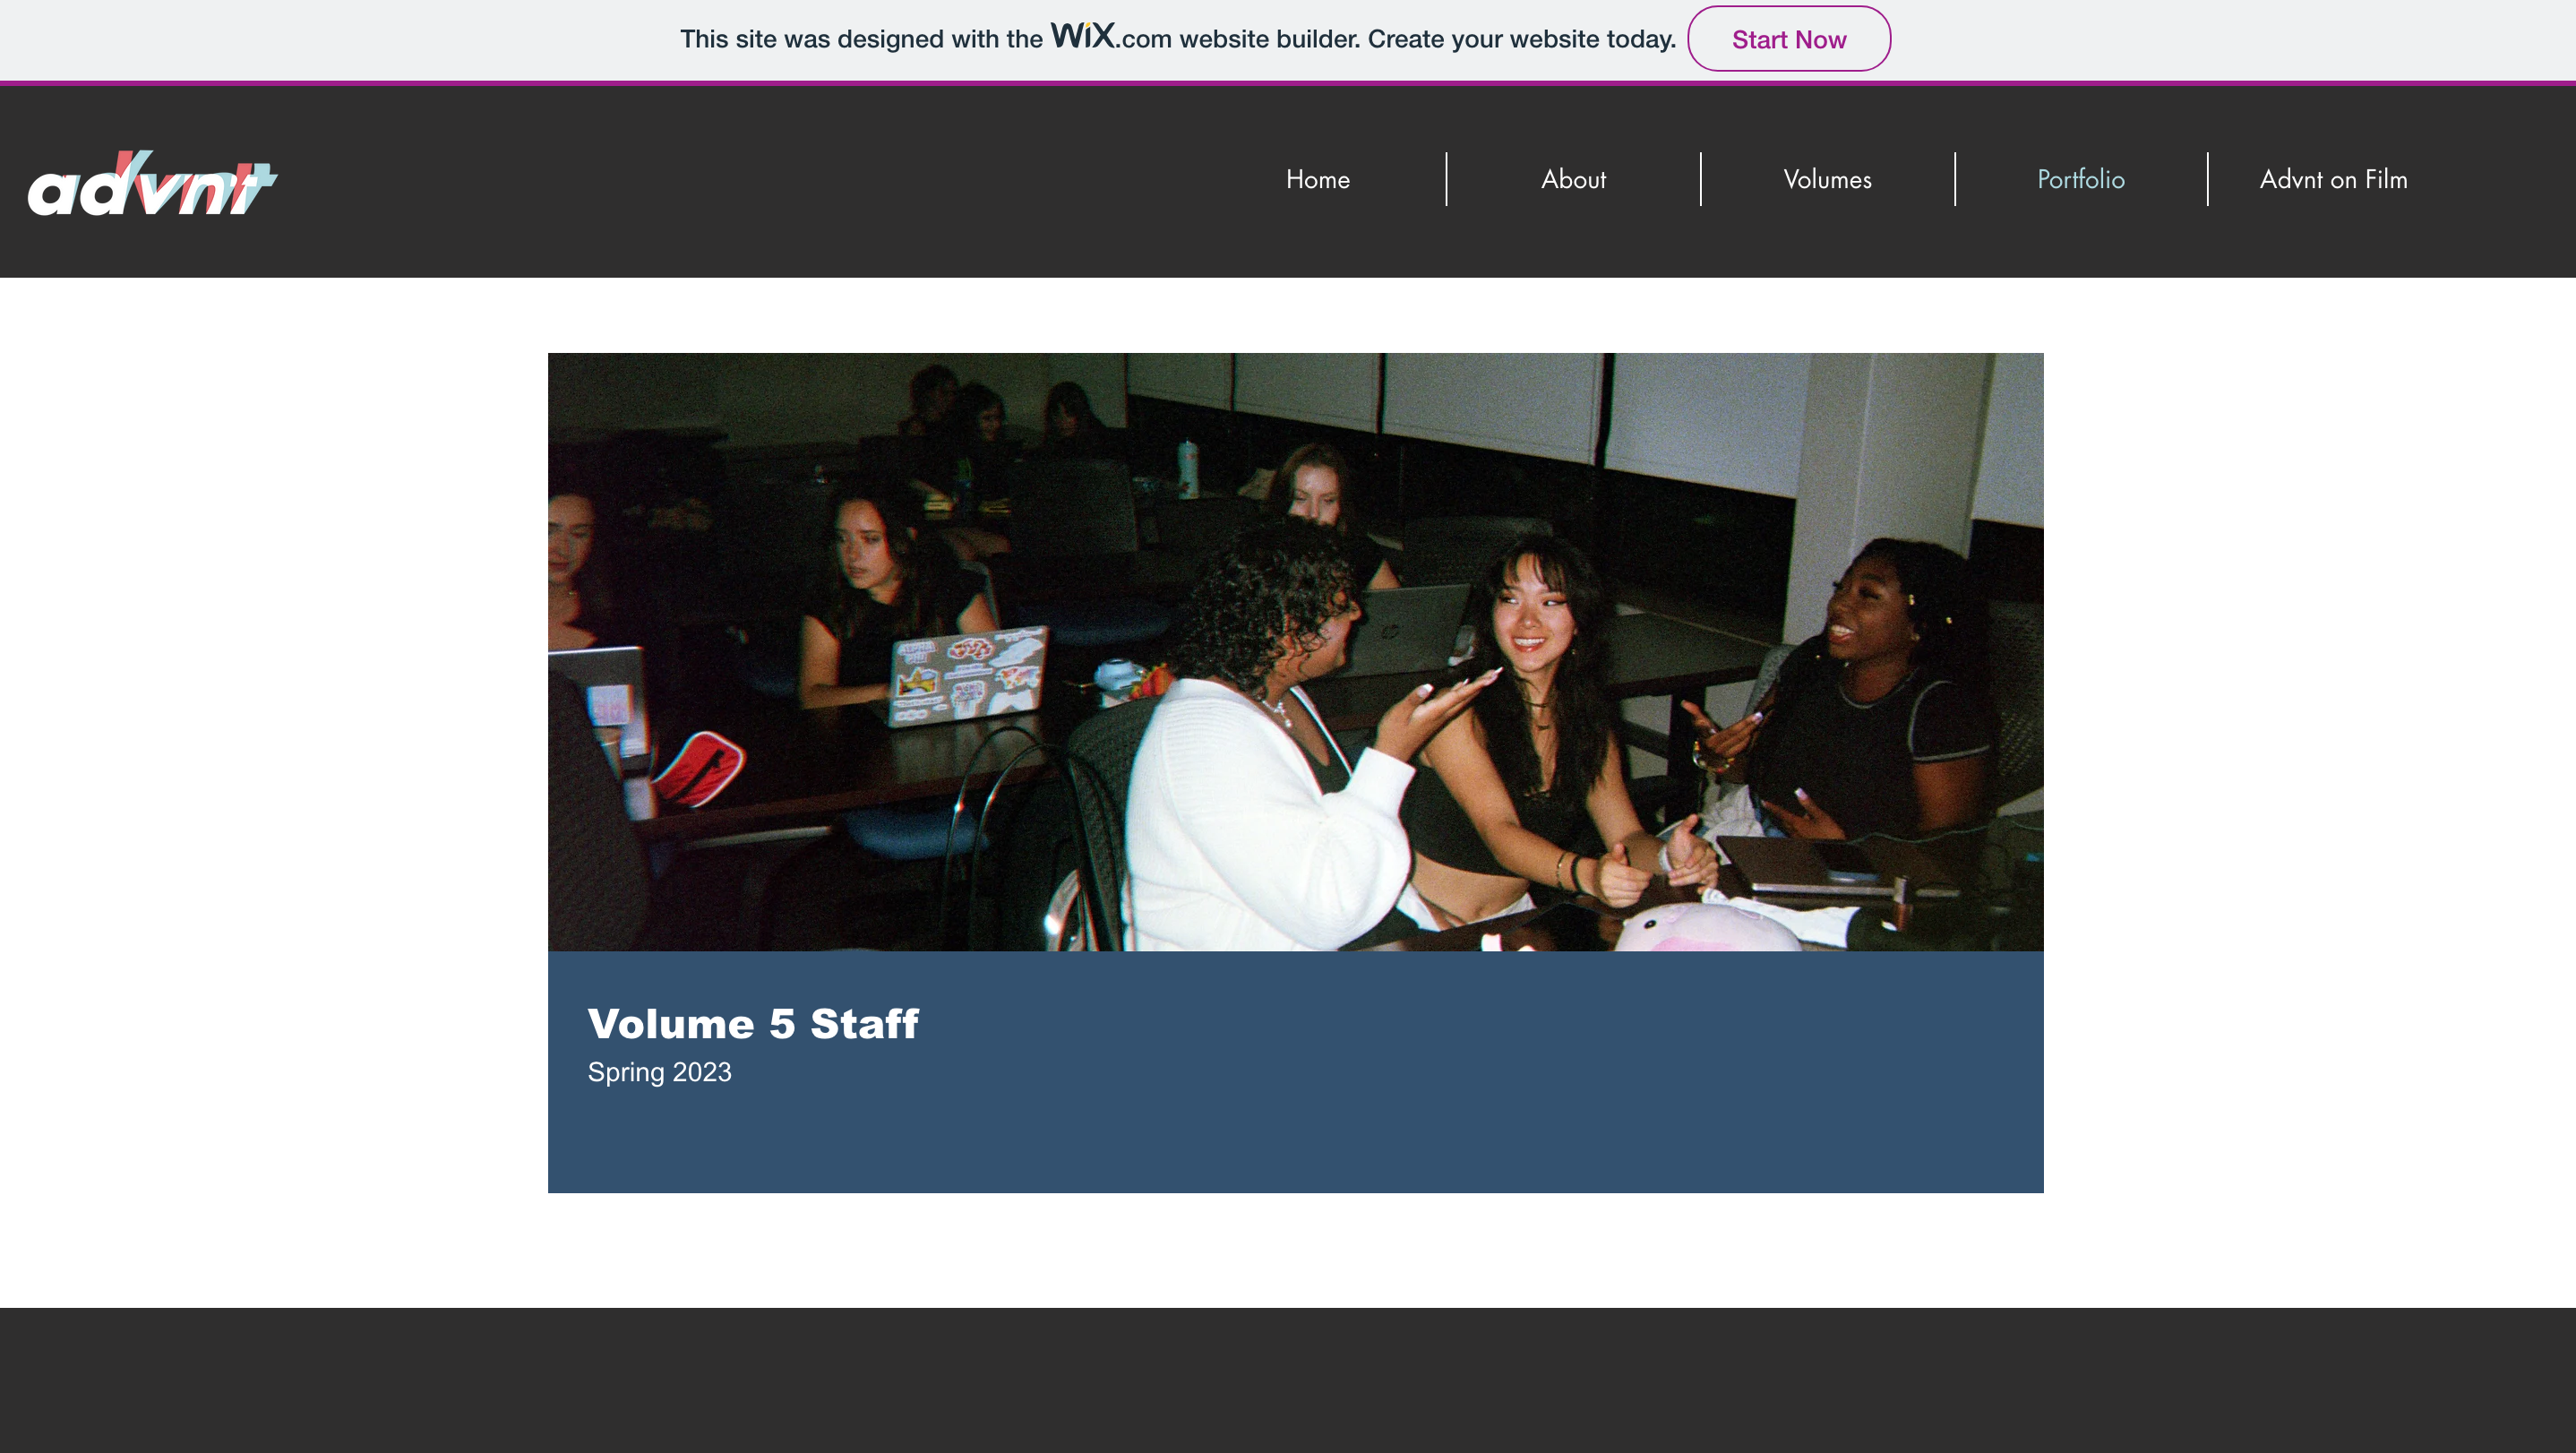 This site was designed with the WiX.com website builder. Create your website today. Start Now
advnt
Home About Volumes Portfolio Advnt on Film
hp
Volume 5 Staff
Spring 2023